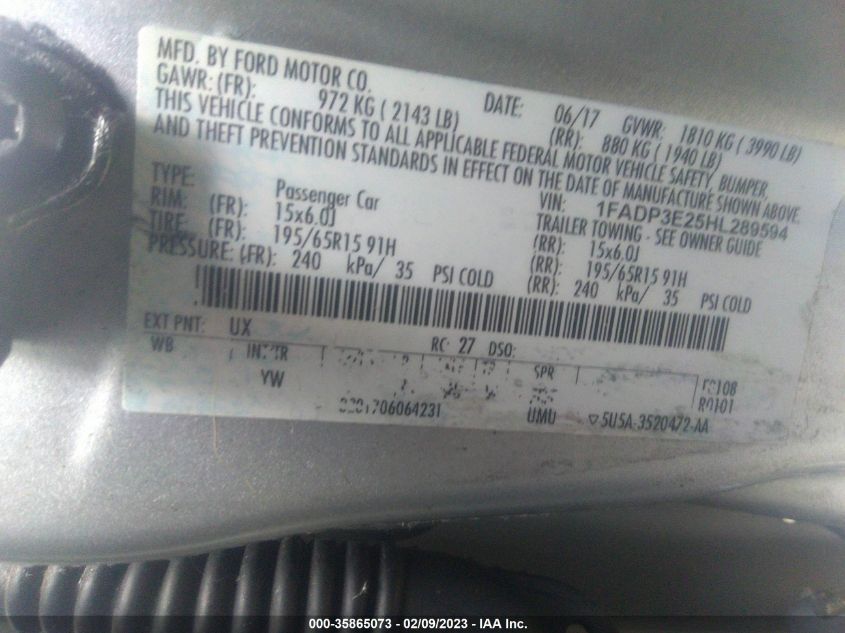 MFD. BY FORD MOTOR CO.
DATE: 06/17 GVWR: 1810 KG ( 3990 LB)
GAWR: (FR): 972 KG ( 2143 LB) (RR): 880 KG ( 1940 LB)
THIS VEHICLE CONFORMS TO ALL APPLICABLE FEDERAL MOTOR VEHICLE SAFETY, BUMPER,
AND THEFT PREVENTION STANDARDS IN EFFECT ON THE DATE OF MANUFACTURE SHOWN ABOVE.
VIN: 1FADP3E25HL289594
TYPE: Passenger Car TRAILER TOWING - SEE OWNER GUIDE
RIM: (FR): 15x6.0J (RR): 15x6.0J
TIRE: (FR): 195/65R15 91H (RR): 195/65R15 91H
PRESSURE: (FR): 240 kPa/ 35 PSI COLD (RR): 240 kPa/ 35 PSI COLD
EXT PNT: UX RC: 27 DSO:
WB INT TR SPR
YW UMU 5U5A-3520472-AA
000-35865073 — 02/09/2023 — IAA Inc.